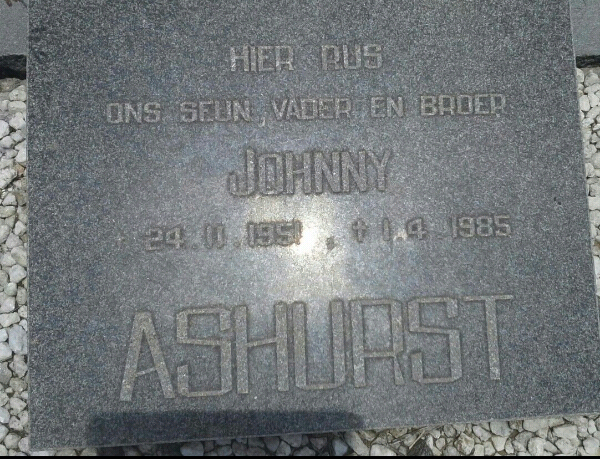 HIER RUS
ONS SEUN, VADER EN BROER
JOHNNY
24.11.1951, † 1.4.1985
ASHURST